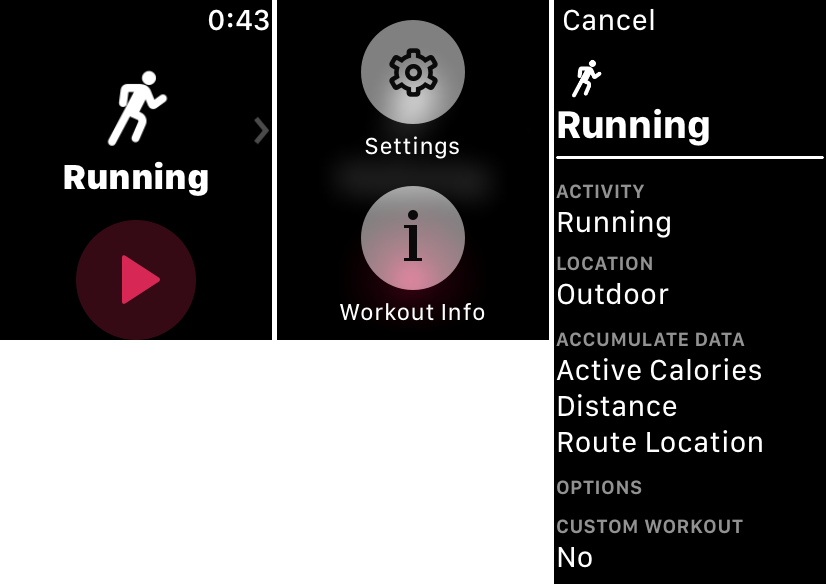 0:43
Running
Settings
Workout Info
Cancel
Running
ACTIVITY
Running
LOCATION
Outdoor
ACCUMULATE DATA
Active Calories
Distance
Route Location
OPTIONS
CUSTOM WORKOUT
No